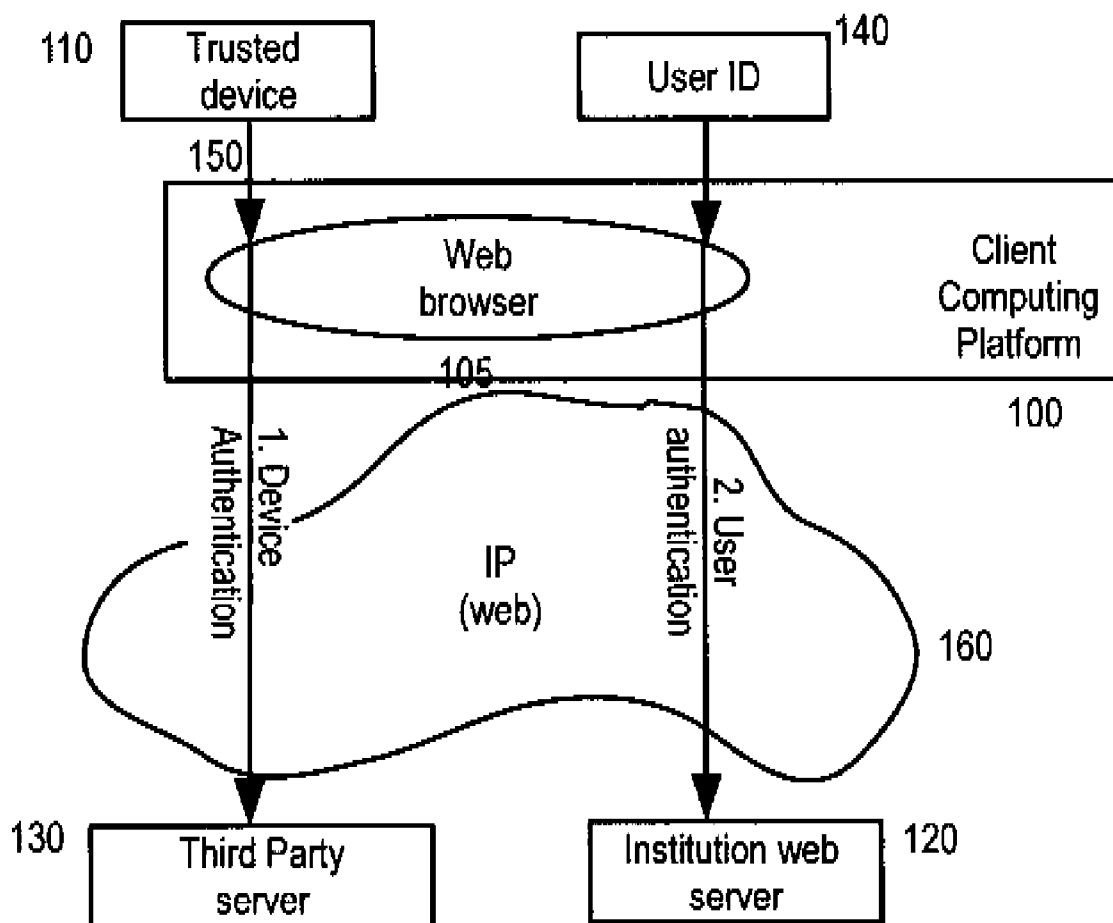 110
Trusted
device
140
User ID
150
Web
browser
Client
Computing
Platform
105
100
1. Device
Authentication
2. User
authentication
IP
(web)
160
130
Third Party
server
Institution web
server
120